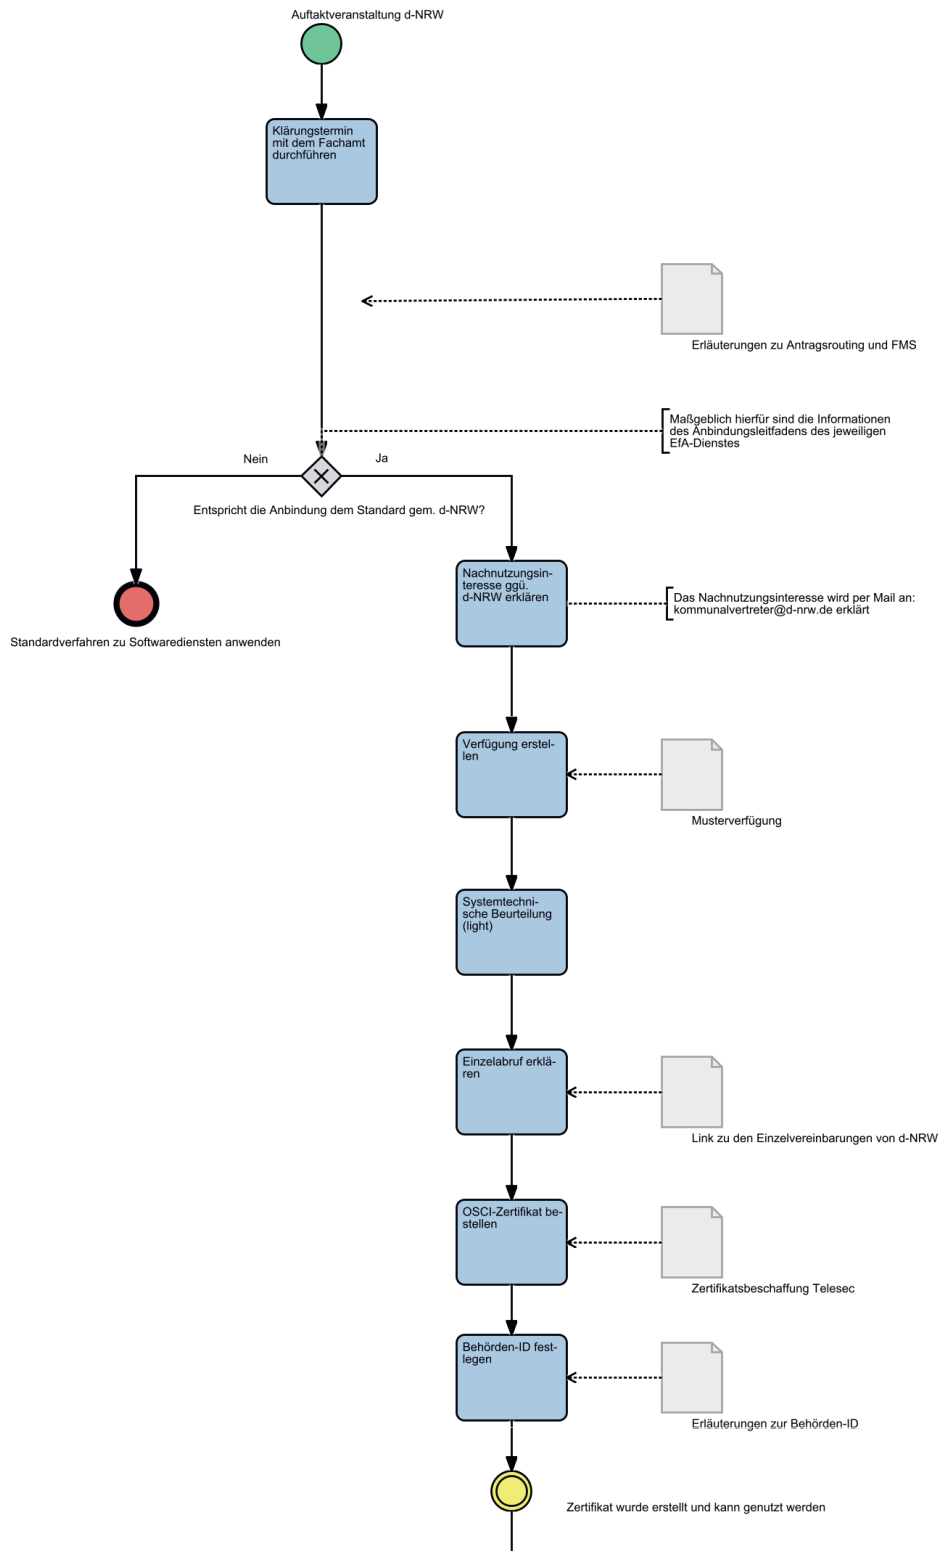 Auftaktveranstaltung d-NRW
Klärungstermin
mit dem Fachamt
durchführen
Erläuterungen zu Antragsrouting und FMS
Maßgeblich hierfür sind die Informationen
des Anbindungsleitfadens des jeweiligen
EfA-Dienstes
Nein
Ja
Entspricht die Anbindung dem Standard gem. d-NRW?
Nachnutzungsin-
teresse ggü.
d-NRW erklären
Das Nachnutzungsinteresse wird per Mail an:
kommunalvertreter@d-nrw.de erklärt
Standardverfahren zu Softwarediensten anwenden
Verfügung erstel-
len
Musterverfügung
Systemtechni-
sche Beurteilung
(light)
Einzelabruf erklä-
ren
Link zu den Einzelvereinbarungen von d-NRW
OSCI-Zertifikat be-
stellen
Zertifikatsbeschaffung Telesec
Behörden-ID fest-
legen
Erläuterungen zur Behörden-ID
Zertifikat wurde erstellt und kann genutzt werden